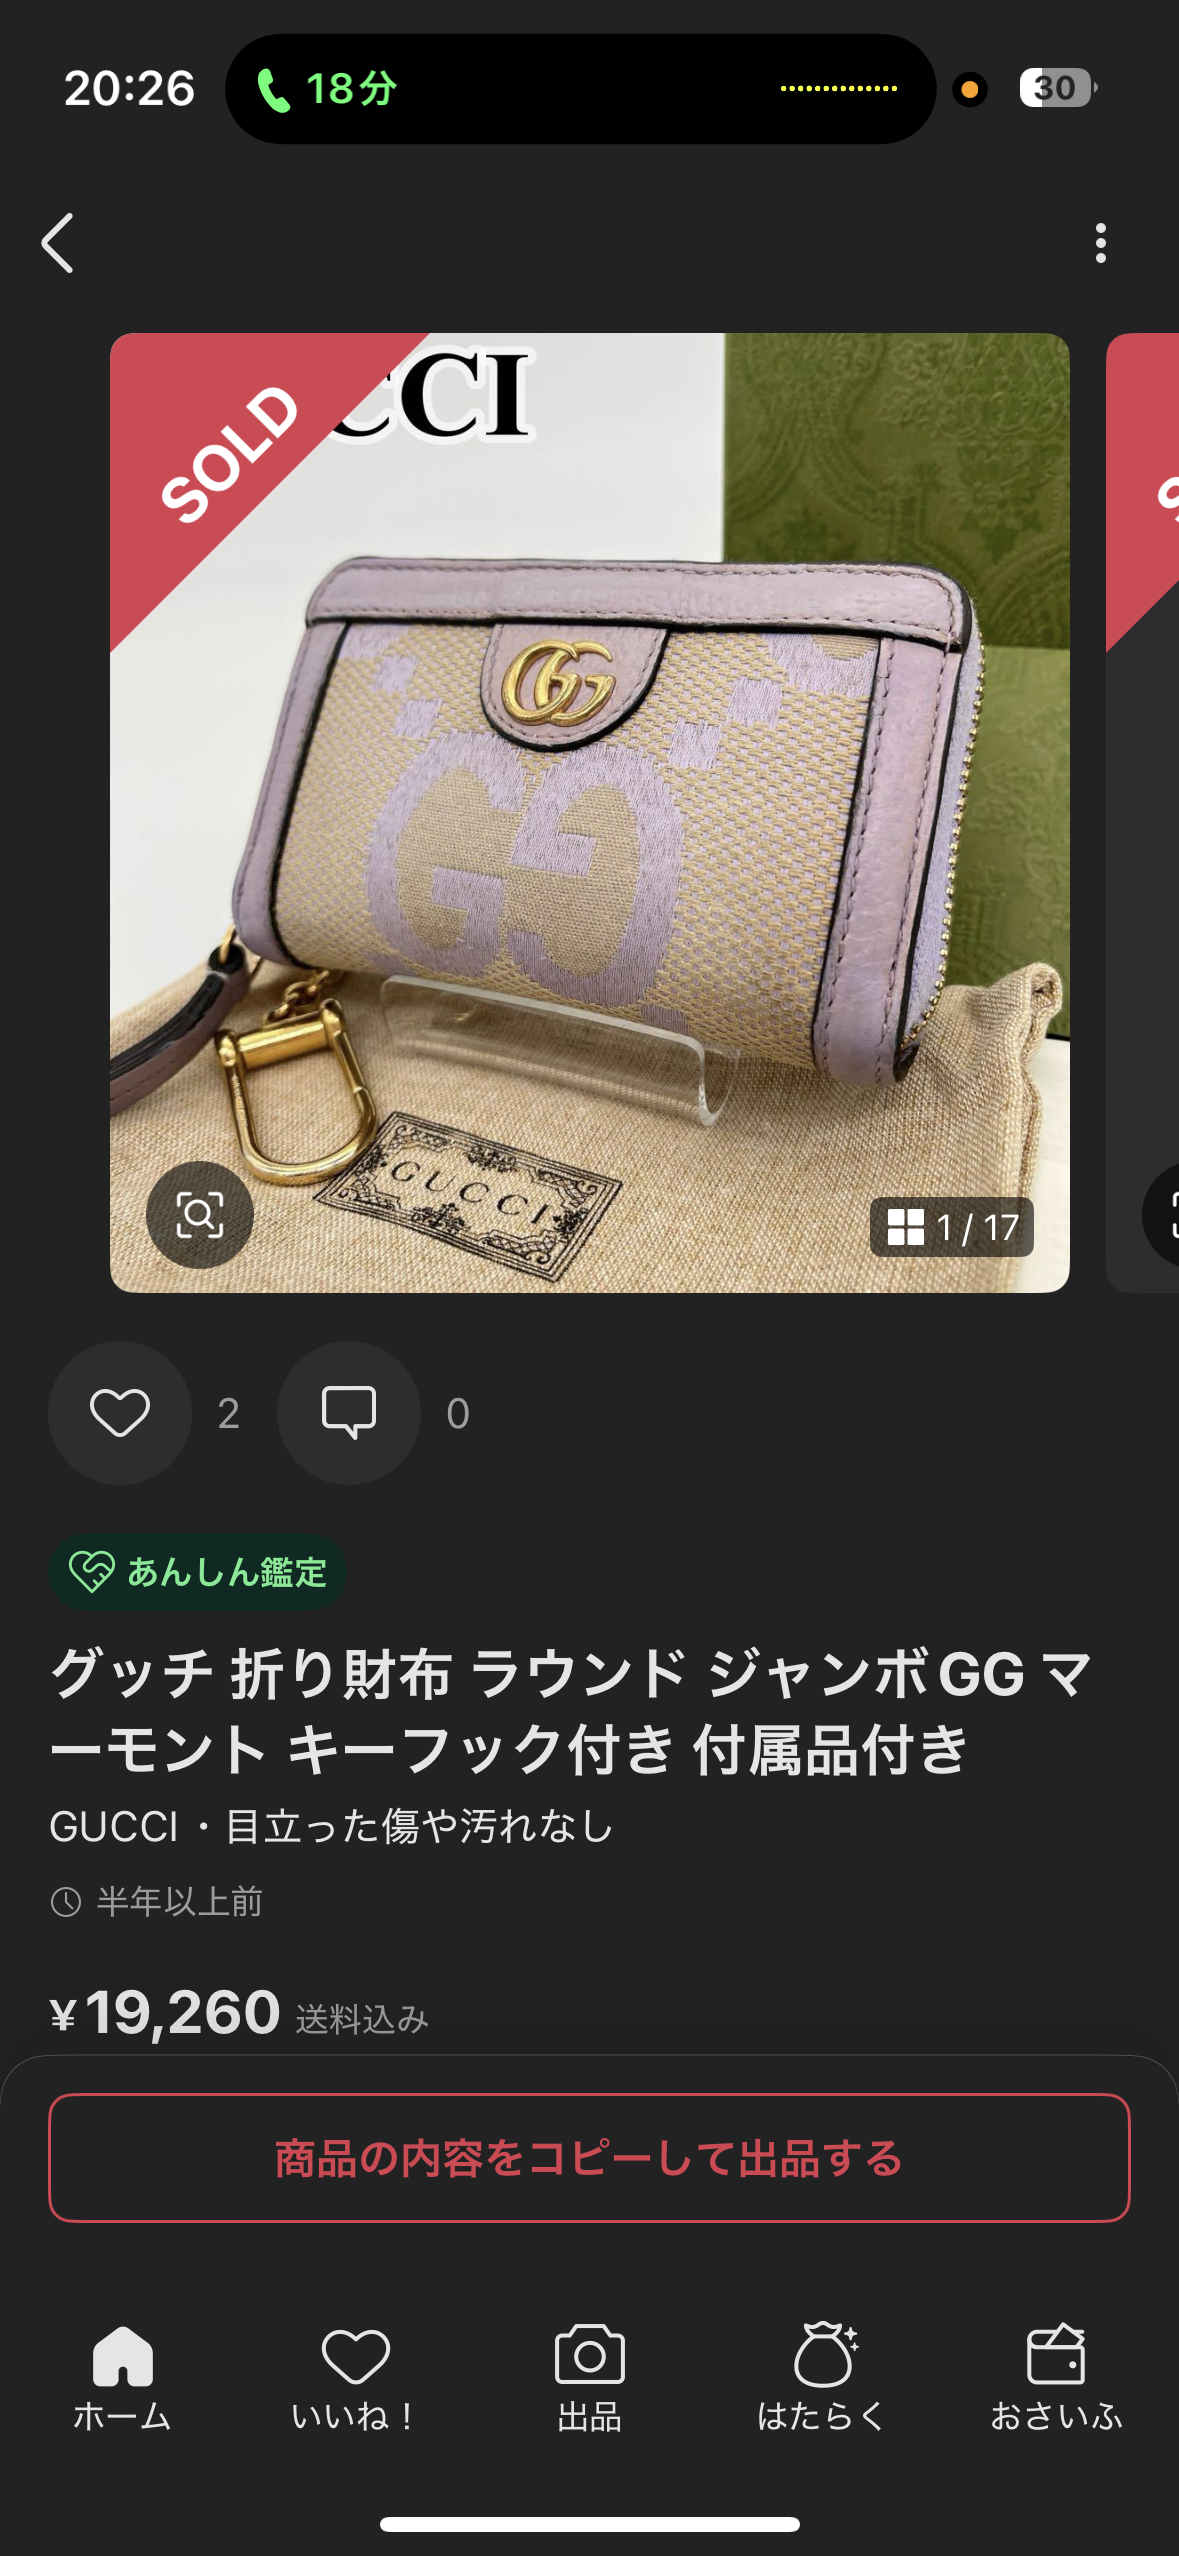 20:26
18分
30
SOLD
CCI
GUCCI
1 / 17
2
0
あんしん鑑定
グッチ 折り財布 ラウンド ジャンボGG マ
ーモント キーフック付き 付属品付き
GUCCI・目立った傷や汚れなし
半年以上前
¥19,260 送料込み
商品の内容をコピーして出品する
ホーム
いいね！
出品
はたらく
おさいふ